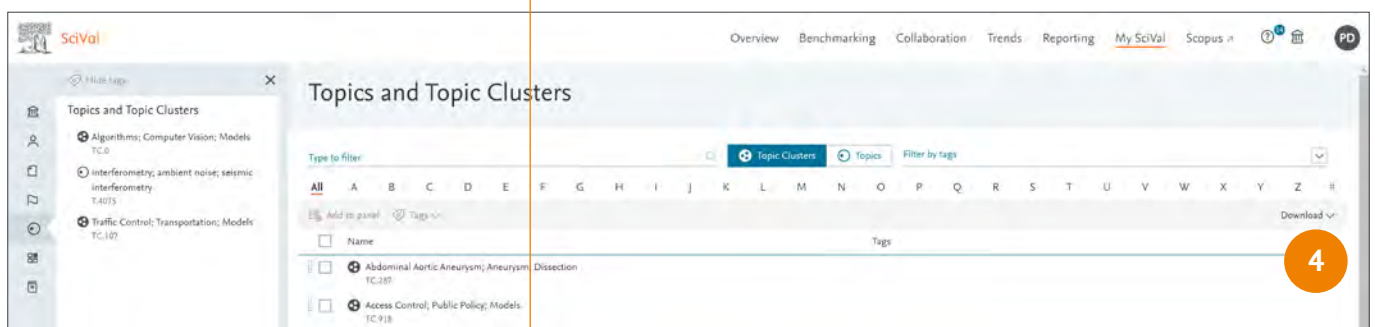 SciVal
Overview Benchmarking Collaboration Trends Reporting My SciVal Scopus PD
Hide tags
Topics and Topic Clusters
Topics and Topic Clusters
Algorithms; Computer Vision; Models
TC.0
interferometry; ambient noise; seismic
interferometry
T.4075
Traffic Control; Transportation; Models
TC.107
Type to filter
Topic Clusters Topics Filter by tags
All A B C D E F G H I J K L M N O P Q R S T U V W X Y Z #
Add to panel Tags
Download
Name Tags
4
Abdominal Aortic Aneurysm; Aneurysm; Dissection
TC.287
Access Control; Public Policy; Models
TC.918